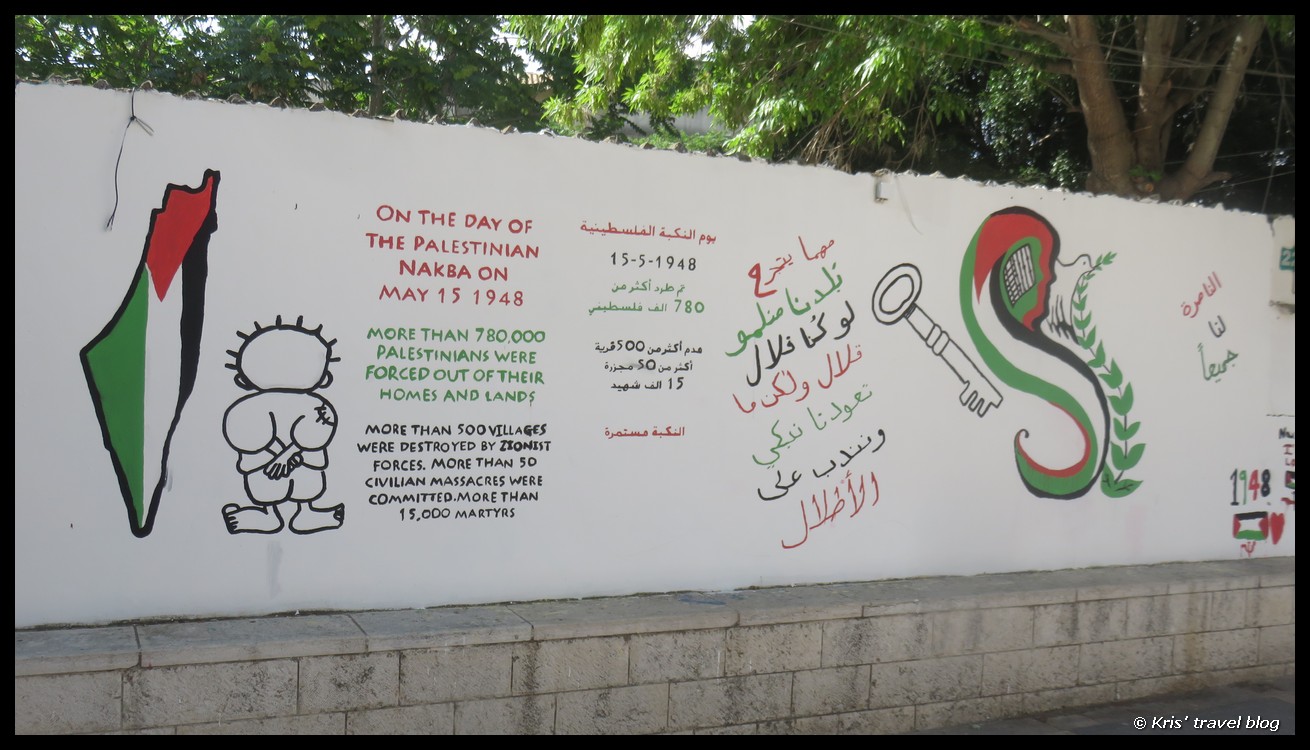 ON THE DAY OF
THE PALESTINIAN
NAKBA ON
MAY 15 1948
MORE THAN 780,000
PALESTINIANS WERE
FORCED OUT OF THEIR
HOMES AND LANDS
MORE THAN 500 VILLAGES
WERE DESTROYED BY ZIONIST
FORCES. MORE THAN 50
CIVILIAN MASSACRES WERE
COMMITTED. MORE THAN
15,000 MARTYRS
يوم النكبة الفلسطينية
15-5-1948
تم طرد أكثر من
780 الف فلسطيني
هدم أكثر من 500 قرية
أكثر من 50 مجزرة
15 الف شهيد
النكبة مستمرة
مهما يتجرح
بلدنا منلمو
لو كنا قلال
قلال ولكن ما
تعودنا نبكي
ونندب على
الأطلال
الناصرة
لنا
جميعاً
1948
© Kris' travel blog